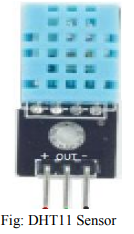 + OUT -
Fig: DHT11 Sensor